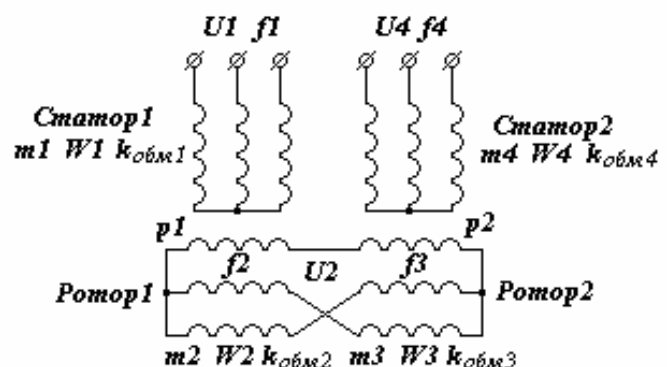 U1 f1
U4 f4
Статор1
m1 W1 kобм1
Статор2
m4 W4 kобм4
p1
p2
f2
U2
f3
Ротор1
Ротор2
m2 W2 kобм2
m3 W3 kобм3